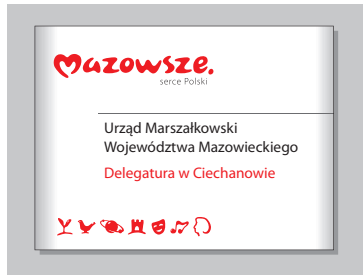 mazowsze.
serce Polski
Urząd Marszałkowski
Województwa Mazowieckiego
Delegatura w Ciechanowie